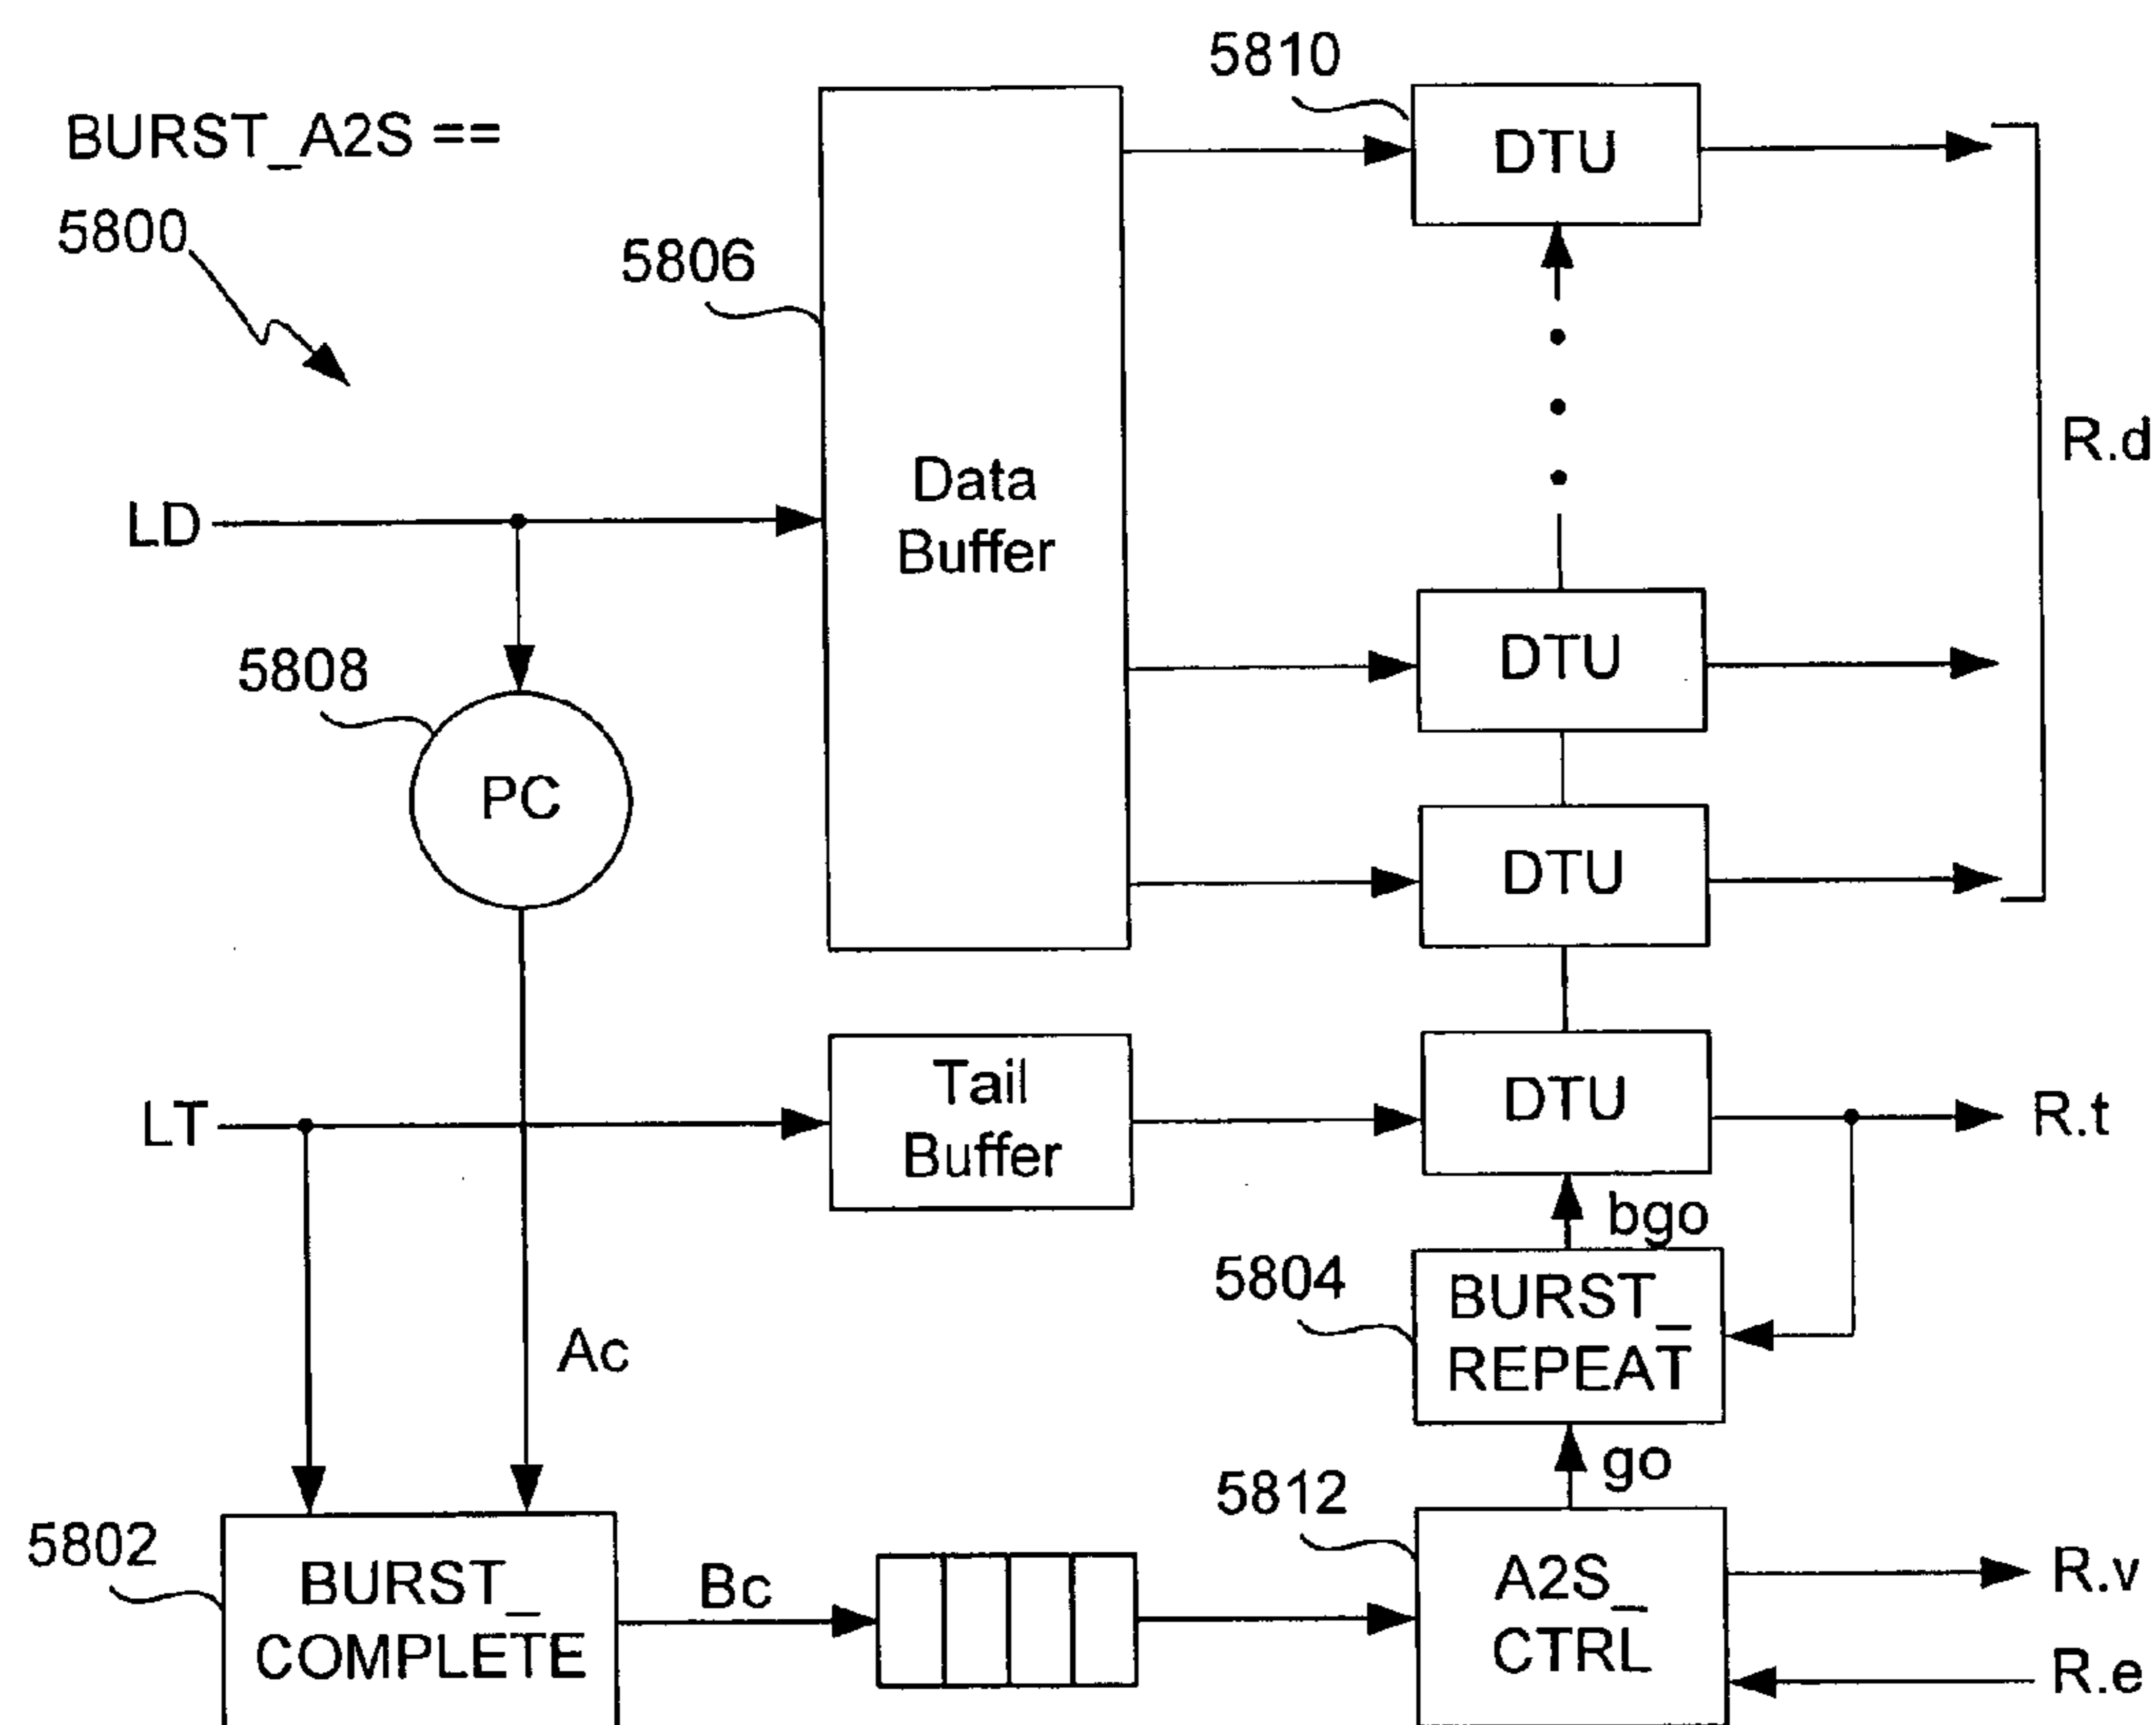 5810
BURST_A2S ==
DTU
5800
5806
R.d
Data
Buffer
LD
5808
DTU
PC
DTU
Tail
Buffer
LT
DTU
R.t
bgo
5804
BURST_
REPEAT
Ac
go
5812
5802
BURST_
COMPLETE
Bc
A2S_
CTRL
R.v
R.e